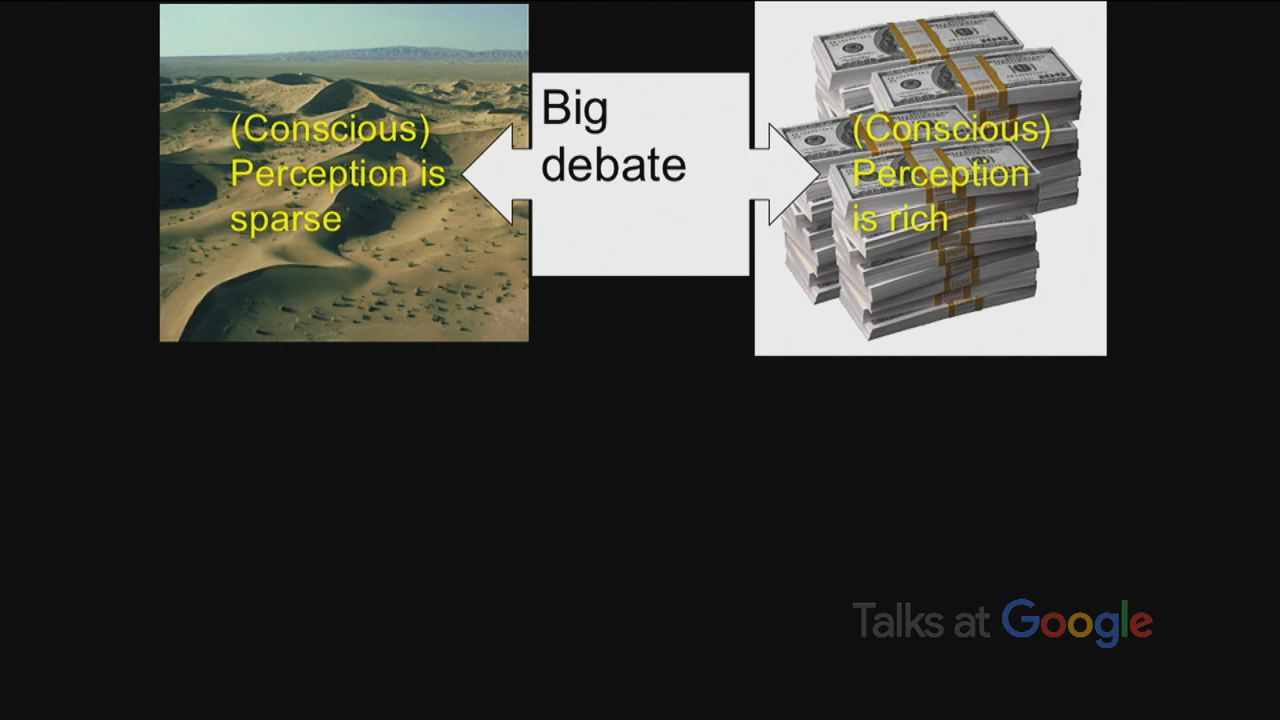 (Conscious)
Perception is
sparse
Big
debate
(Conscious)
Perception
is rich
Talks at Google